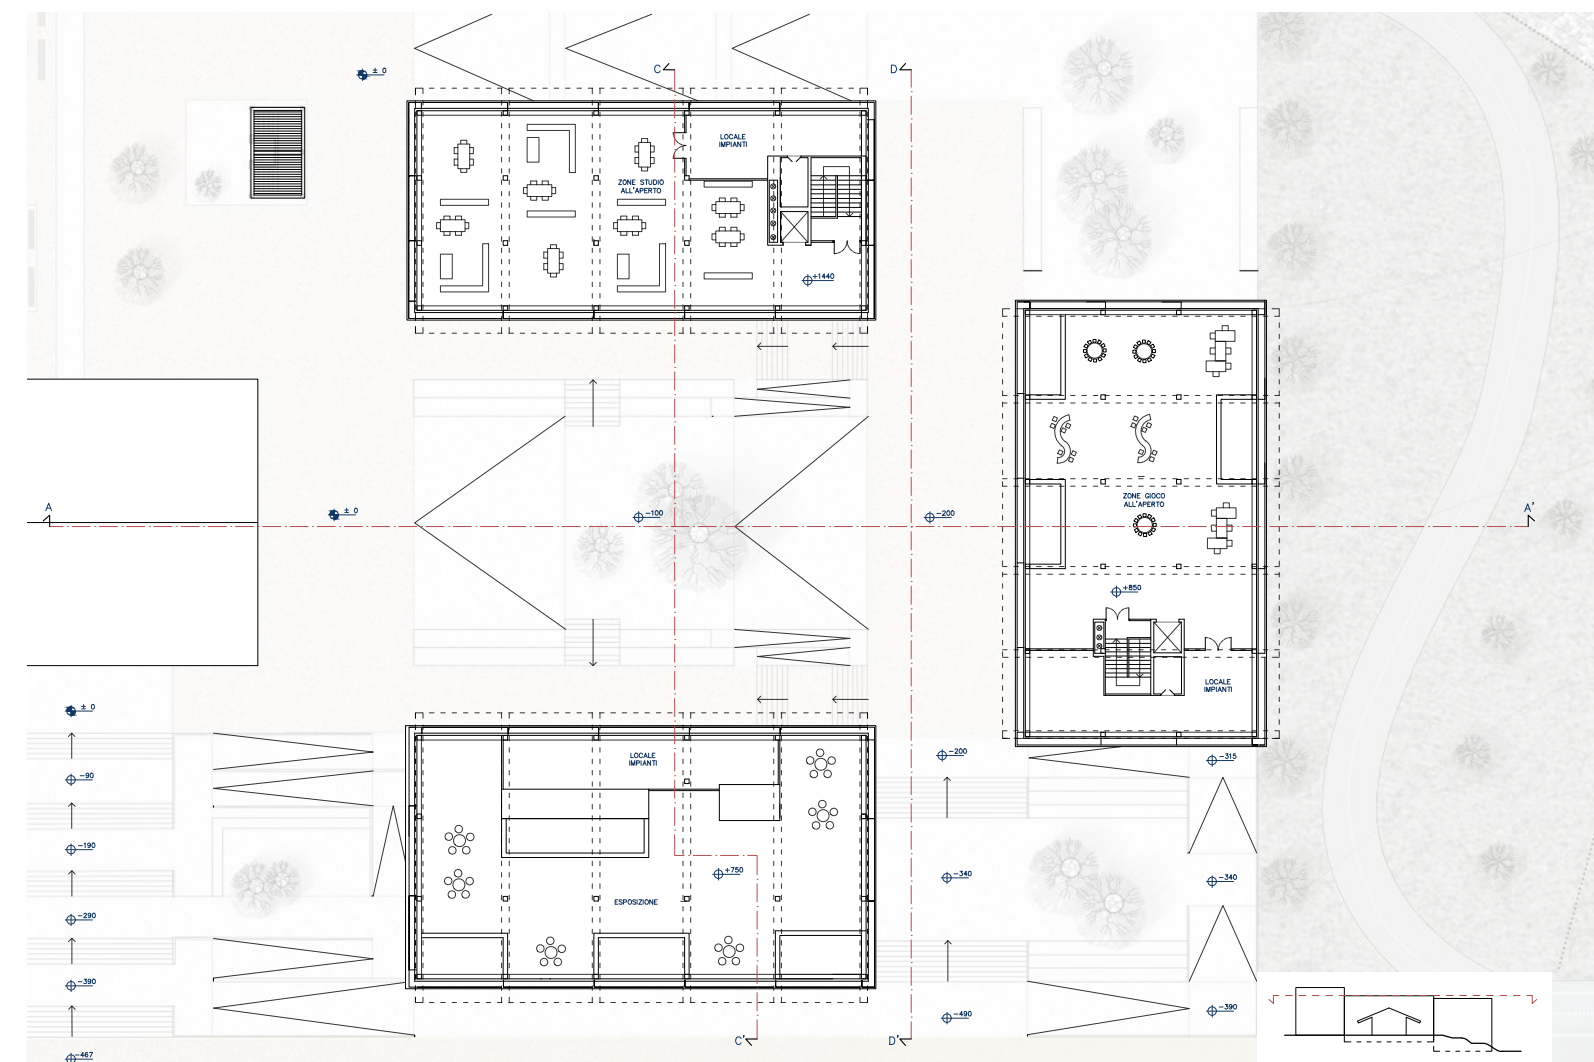 ± 0
C
D
LOCALE
IMPIANTI
ZONE STUDIO
ALL'APERTO
+1440
A
± 0
-100
-200
ZONE GIOCO
ALL'APERTO
A'
+850
LOCALE
IMPIANTI
± 0
-90
-190
-290
-390
-467
LOCALE
IMPIANTI
+750
ESPOSIZIONE
-200
-315
-340
-340
-490
-390
C'
D'